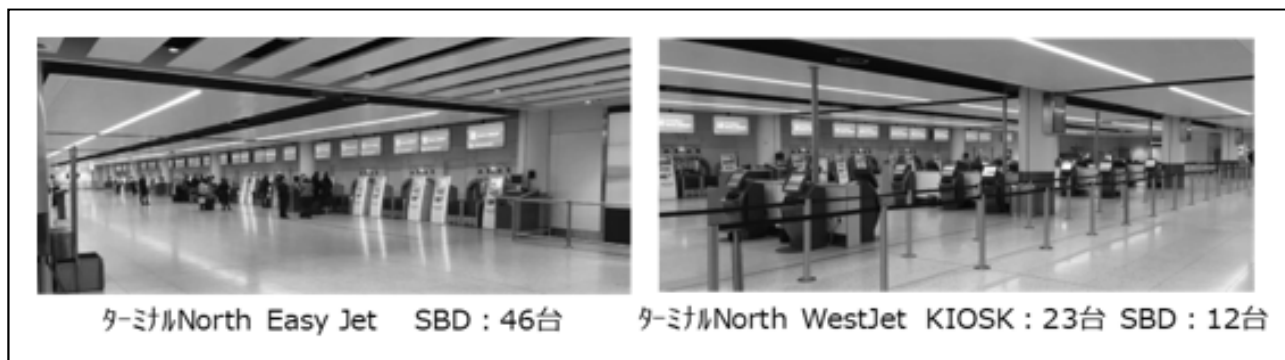 ﾀｰﾐﾅﾙNorth Easy Jet SBD：46台
ﾀｰﾐﾅﾙNorth WestJet KIOSK：23台 SBD：12台